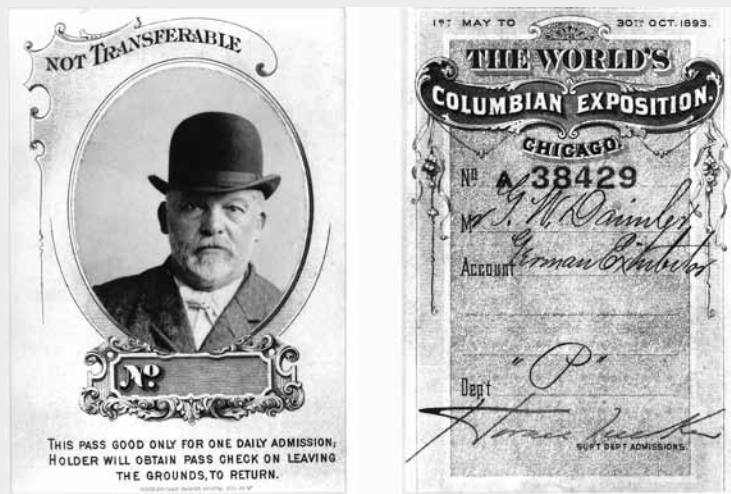 NOT TRANSFERABLE
No
THIS PASS GOOD ONLY FOR ONE DAILY ADMISSION;
HOLDER WILL OBTAIN PASS CHECK ON LEAVING
THE GROUNDS, TO RETURN.
1ST MAY TO 30TH OCT. 1893.
THE WORLD'S
COLUMBIAN EXPOSITION.
CHICAGO.
No A 38429
Mr G. W. Daimler
Account German Exhibitor
"P"
Dep't
SUPT DEPT ADMISSIONS.